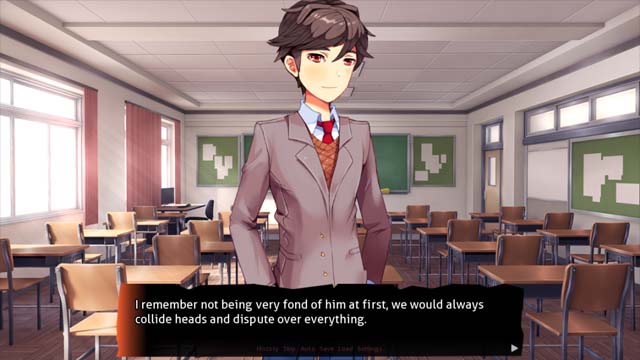 I remember not being very fond of him at first, we would always
collide heads and dispute over everything.
History Skip Auto Save Load Settings